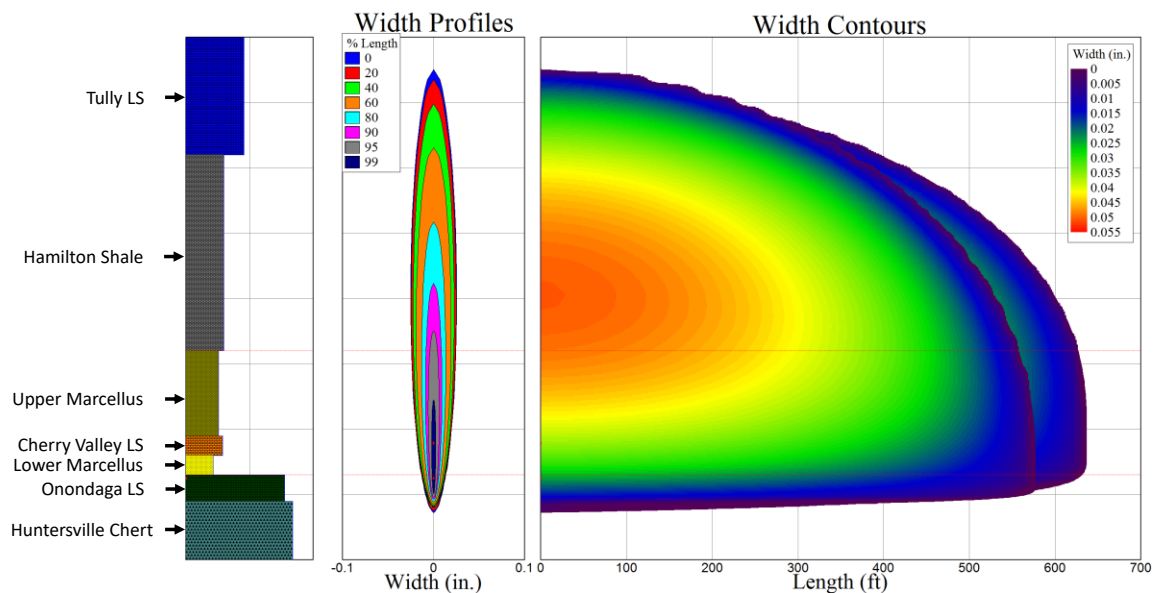 Width Profiles
Width Contours
% Length
0
20
40
60
80
90
95
99
Width (in.)
0
0.005
0.01
0.015
0.02
0.025
0.03
0.035
0.04
0.045
0.05
0.055
Tully LS
Hamilton Shale
Upper Marcellus
Cherry Valley LS
Lower Marcellus
Onondaga LS
Huntersville Chert
-0.1 0 0.1
Width (in.)
0 100 200 300 400 500 600 700
Length (ft)